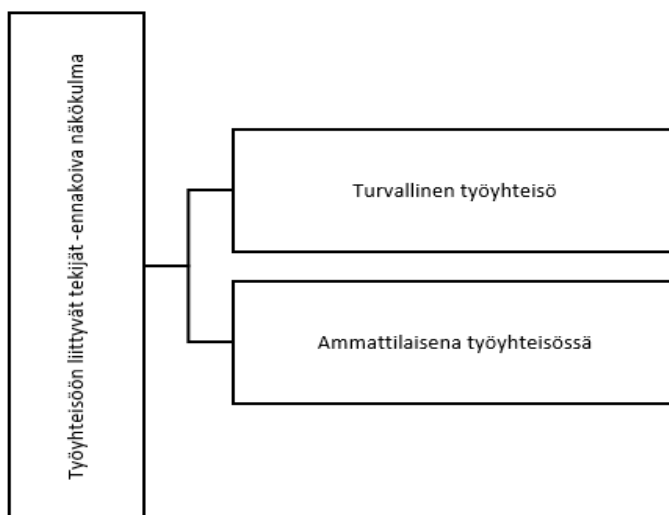 Työyhteisöön liittyvät tekijät -ennakoiva näkökulma
Turvallinen työyhteisö
Ammattilaisena työyhteisössä